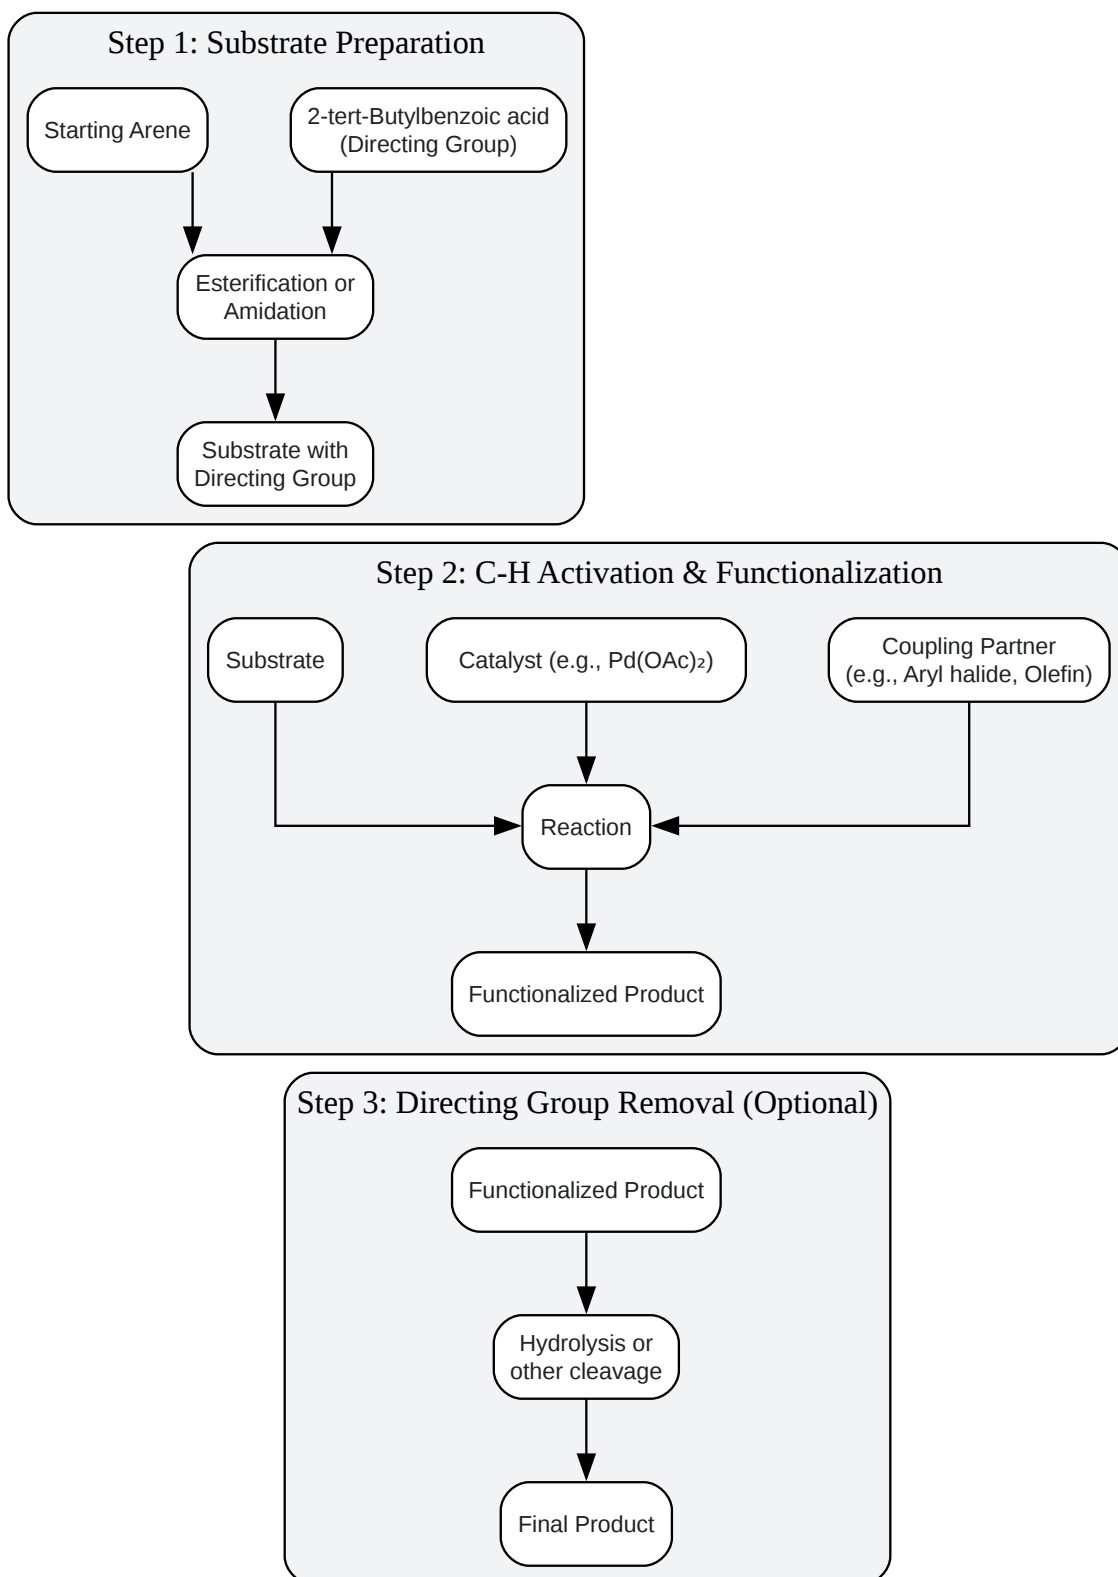 Step 1: Substrate Preparation
Starting Arene
2-tert-Butylbenzoic acid
(Directing Group)
Esterification or
Amidation
Substrate with
Directing Group
Step 2: C-H Activation & Functionalization
Substrate
Catalyst (e.g., Pd(OAc)₂)
Coupling Partner
(e.g., Aryl halide, Olefin)
Reaction
Functionalized Product
Step 3: Directing Group Removal (Optional)
Functionalized Product
Hydrolysis or
other cleavage
Final Product